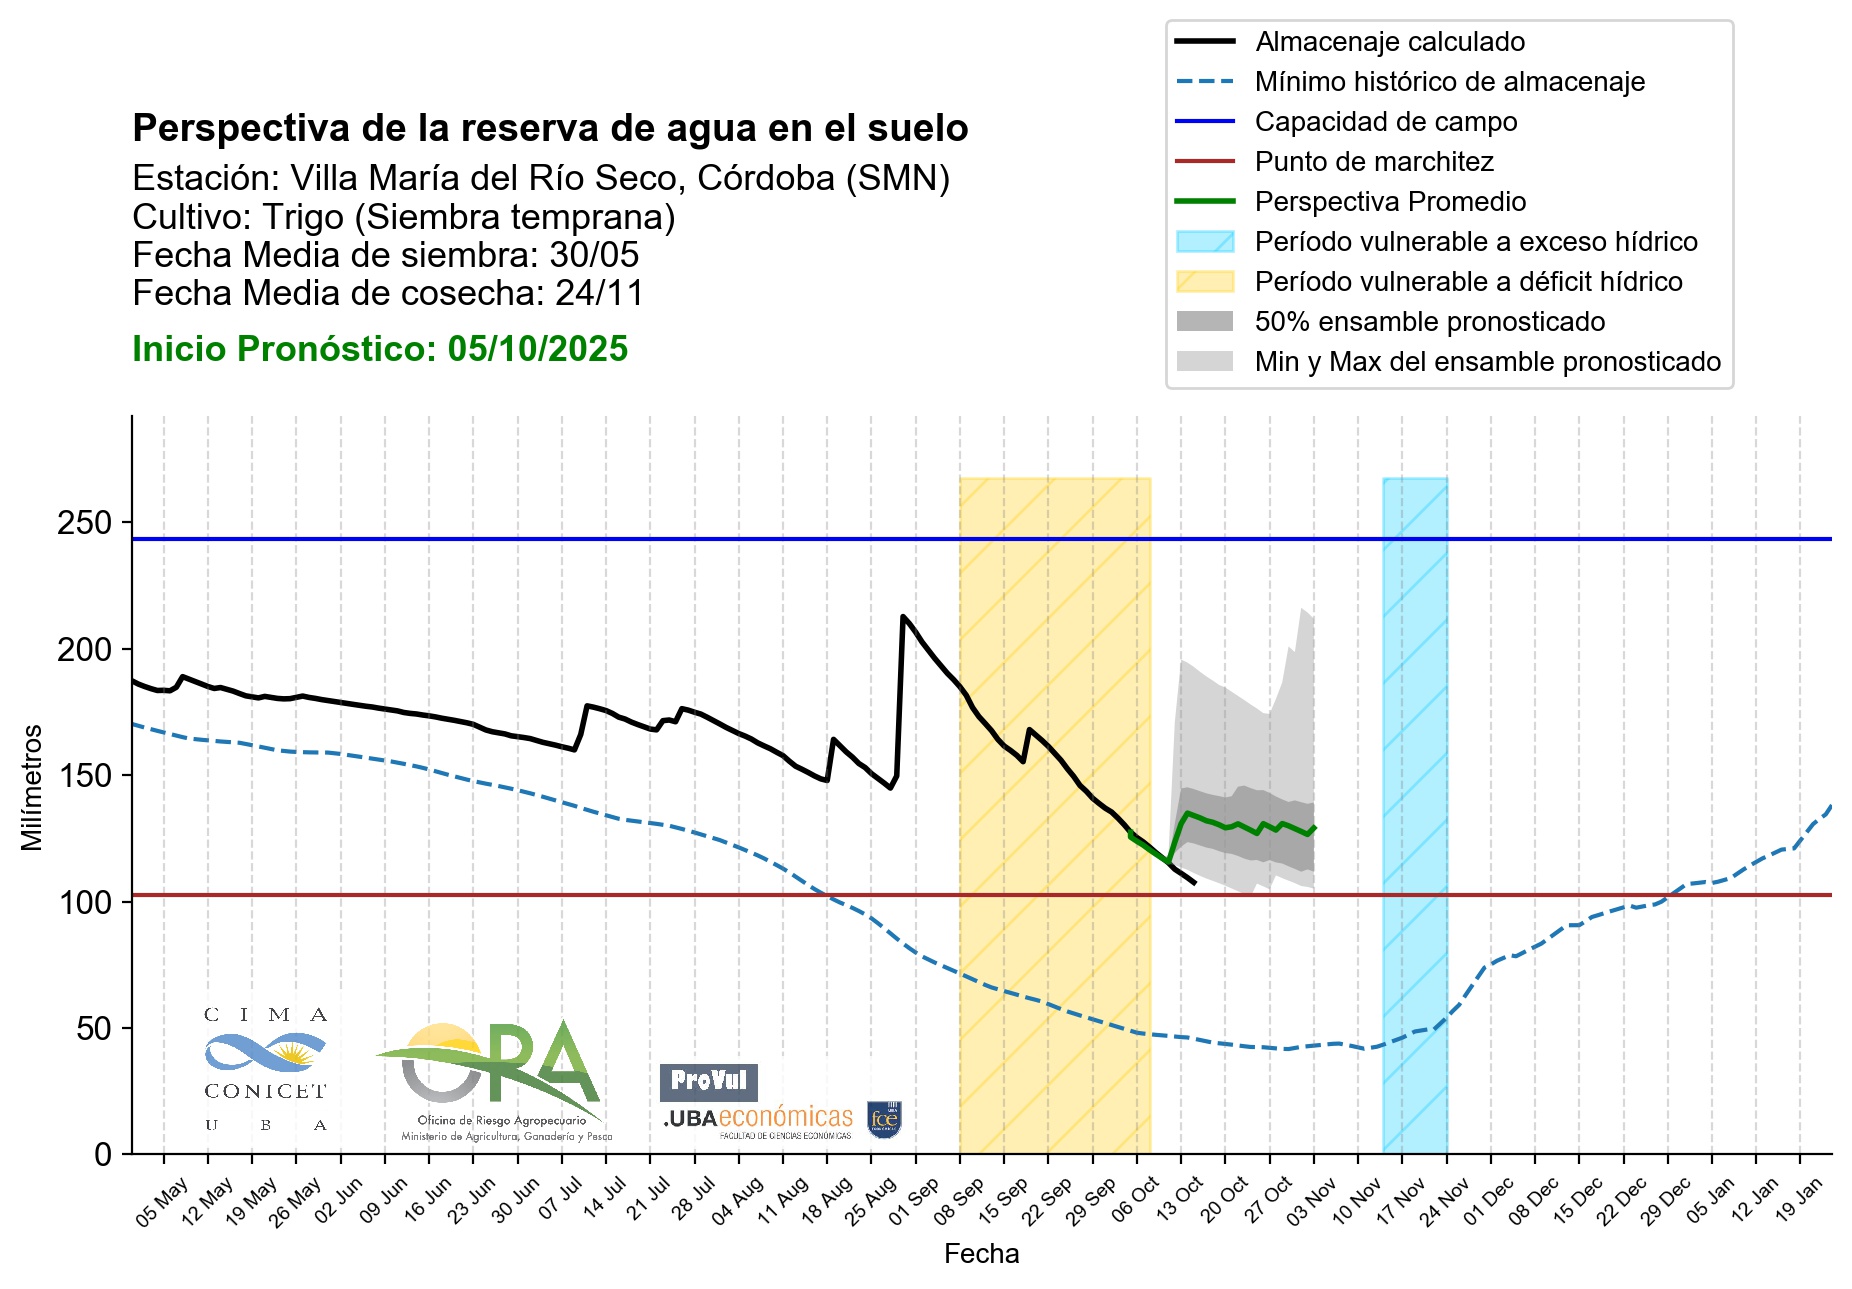 Almacenaje calculado
Mínimo histórico de almacenaje
Capacidad de campo
Punto de marchitez
Perspectiva Promedio
Período vulnerable a exceso hídrico
Período vulnerable a déficit hídrico
50% ensamble pronosticado
Min y Max del ensamble pronosticado
Perspectiva de la reserva de agua en el suelo
Estación: Villa María del Río Seco, Córdoba (SMN)
Cultivo: Trigo (Siembra temprana)
Fecha Media de siembra: 30/05
Fecha Media de cosecha: 24/11
Inicio Pronóstico: 05/10/2025
Milímetros
250
200
150
100
50
0
CIMA
CONICET
UBA
ORA
Oficina de Riesgo Agropecuario
Ministerio de Agricultura, Ganadería y Pesca
ProVul
.UBAeconómicas
FACULTAD DE CIENCIAS ECONÓMICAS
UBA
fce
ECONÓMICAS
05 May 12 May 19 May 26 May 02 Jun 09 Jun 16 Jun 23 Jun 30 Jun 07 Jul 14 Jul 21 Jul 28 Jul 04 Aug 11 Aug 18 Aug 25 Aug 01 Sep 08 Sep 15 Sep 22 Sep 29 Sep 06 Oct 13 Oct 20 Oct 27 Oct 03 Nov 10 Nov 17 Nov 24 Nov 01 Dec 08 Dec 15 Dec 22 Dec 29 Dec 05 Jan 12 Jan 19 Jan
Fecha